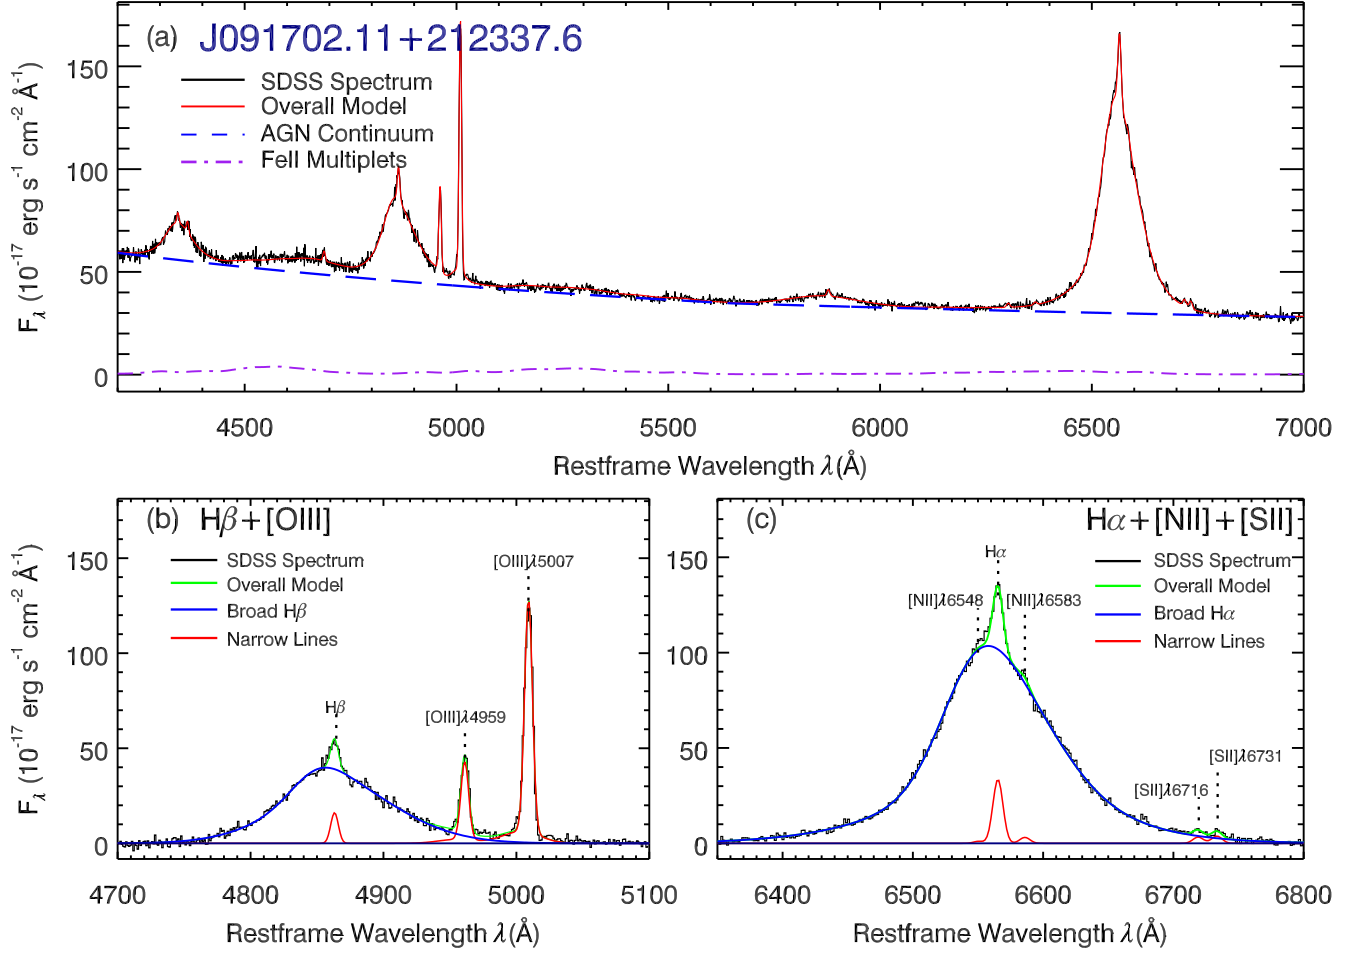 (a) J091702.11+212337.6
SDSS Spectrum
Overall Model
AGN Continuum
FeII Multiplets
F_λ (10^-17 erg s^-1 cm^-2 Å^-1)
150
100
50
0
4500 5000 5500 6000 6500 7000
Restframe Wavelength λ(Å)
(b) Hβ+[OIII]
SDSS Spectrum
Overall Model
Broad Hβ
Narrow Lines
[OIII]λ5007
Hβ
[OIII]λ4959
F_λ (10^-17 erg s^-1 cm^-2 Å^-1)
150
100
50
0
4700 4800 4900 5000 5100
Restframe Wavelength λ(Å)
(c) Hα+[NII]+[SII]
SDSS Spectrum
Overall Model
Broad Hα
Narrow Lines
Hα
[NII]λ6548 [NII]λ6583
[SII]λ6731
[SII]λ6716
150
100
50
0
6400 6500 6600 6700 6800
Restframe Wavelength λ(Å)